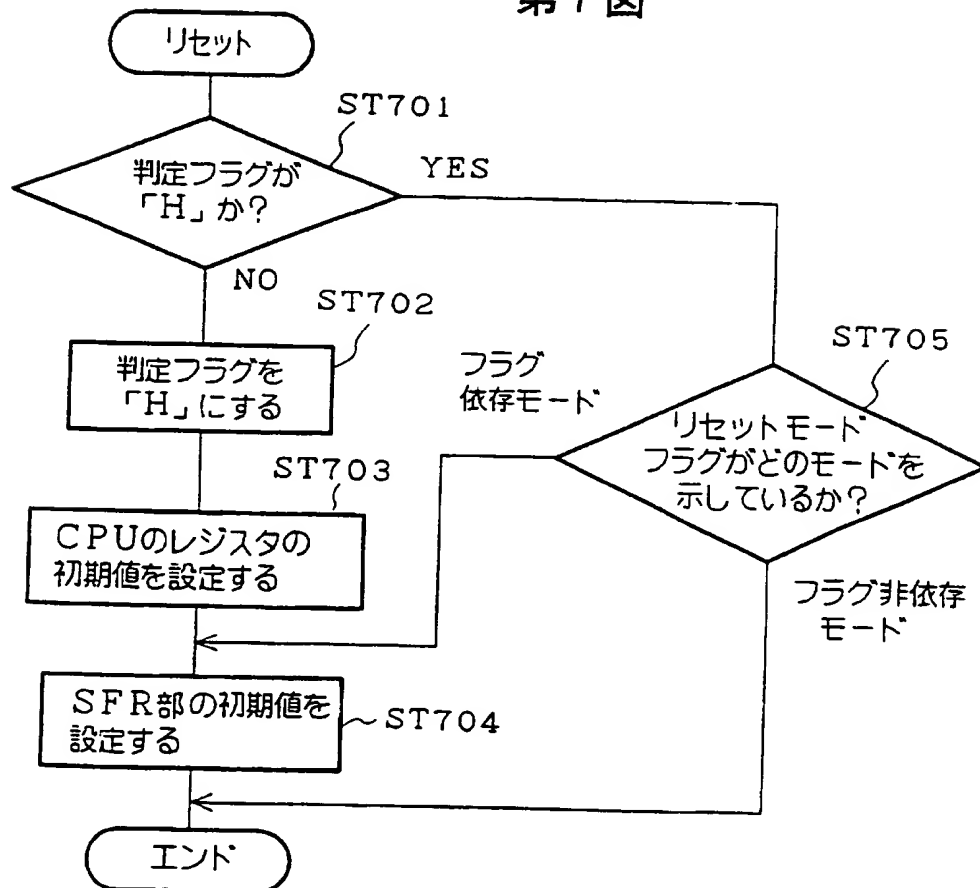 第7図
リセット
ST701
判定フラグが
「H」か?
YES
NO
ST702
判定フラグを
「H」にする
ST703
CPUのレジスタの
初期値を設定する
SFR部の初期値を
設定する
ST704
エンド
フラグ
依存モード
ST705
リセットモード
フラグがどのモードを
示しているか?
フラグ非依存
モード